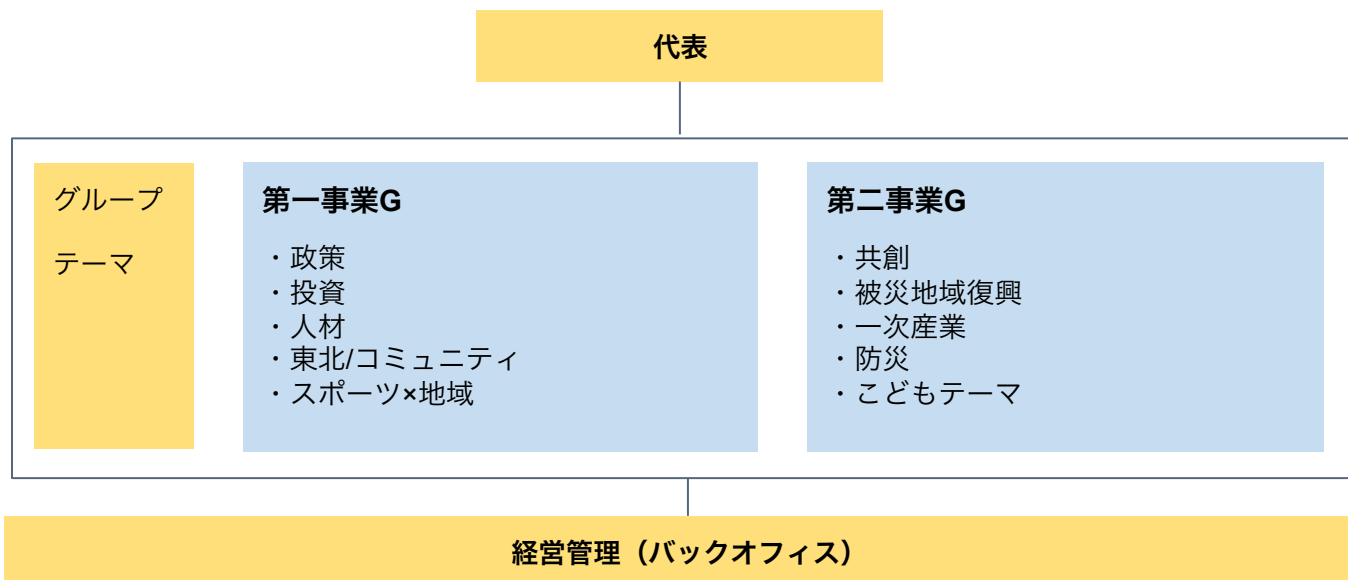 代表
グループ
テーマ
第一事業G
・政策
・投資
・人材
・東北/コミュニティ
・スポーツ×地域
第二事業G
・共創
・被災地域復興
・一次産業
・防災
・こどもテーマ
経営管理（バックオフィス）